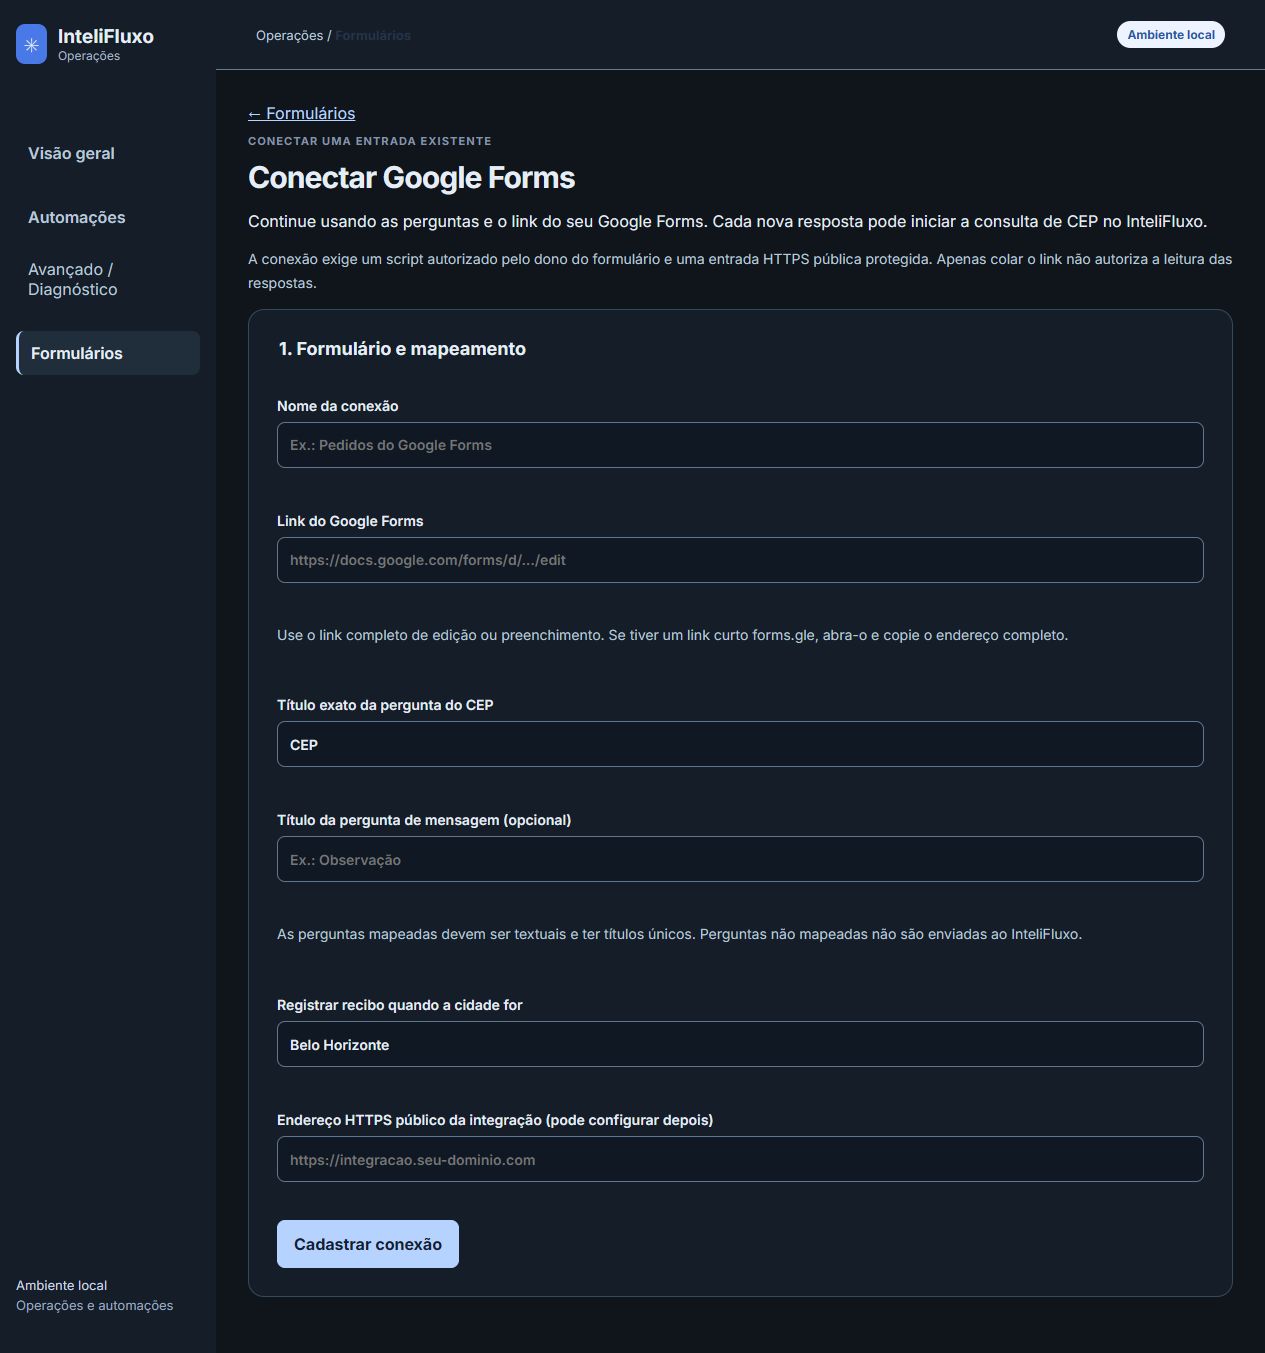 InteliFluxo
Operações
Operações / Formulários
Ambiente local
Visão geral
Automações
Avançado /
Diagnóstico
Formulários
← Formulários
CONECTAR UMA ENTRADA EXISTENTE
Conectar Google Forms
Continue usando as perguntas e o link do seu Google Forms. Cada nova resposta pode iniciar a consulta de CEP no InteliFluxo.
A conexão exige um script autorizado pelo dono do formulário e uma entrada HTTPS pública protegida. Apenas colar o link não autoriza a leitura das
respostas.
1. Formulário e mapeamento
Nome da conexão
Ex.: Pedidos do Google Forms
Link do Google Forms
https://docs.google.com/forms/d/.../edit
Use o link completo de edição ou preenchimento. Se tiver um link curto forms.gle, abra-o e copie o endereço completo.
Título exato da pergunta do CEP
CEP
Título da pergunta de mensagem (opcional)
Ex.: Observação
As perguntas mapeadas devem ser textuais e ter títulos únicos. Perguntas não mapeadas não são enviadas ao InteliFluxo.
Registrar recibo quando a cidade for
Belo Horizonte
Endereço HTTPS público da integração (pode configurar depois)
https://integracao.seu-dominio.com
Cadastrar conexão
Ambiente local
Operações e automações